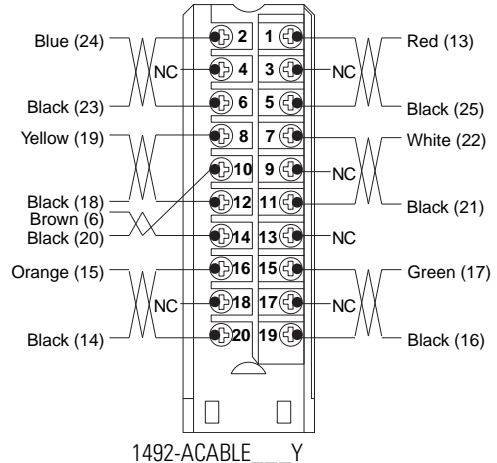 Blue (24) 2 1 Red (13)
NC 4 3 NC
Black (23) 6 5 Black (25)
Yellow (19) 8 7 White (22)
10 9 NC
Black (18) 12 11 Black (21)
Brown (6)
Black (20) 14 13 NC
Orange (15) 16 15 Green (17)
NC 18 17 NC
Black (14) 20 19 Black (16)
1492-ACABLE___Y